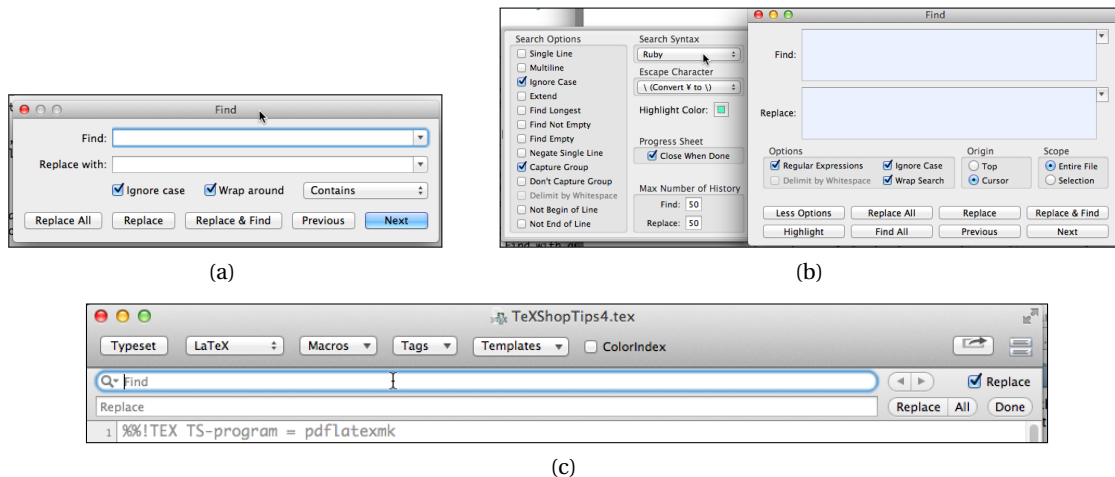 Find
Find:
Replace with:
Ignore case
Wrap around
Contains
Replace All
Replace
Replace & Find
Previous
Next
(a)
Search Options
Single Line
Multiline
Ignore Case
Extend
Find Longest
Find Not Empty
Find Empty
Negate Single Line
Capture Group
Don't Capture Group
Delimit by Whitespace
Not Begin of Line
Not End of Line
Search Syntax
Ruby
Escape Character
\ (Convert ¥ to \)
Highlight Color:
Progress Sheet
Close When Done
Max Number of History
Find: 50
Replace: 50
Find
Find:
Replace:
Options
Regular Expressions
Ignore Case
Delimit by Whitespace
Wrap Search
Origin
Top
Cursor
Scope
Entire File
Selection
Less Options
Replace All
Replace
Replace & Find
Highlight
Find All
Previous
Next
(b)
TeXShopTips4.tex
Typeset
LaTeX
Macros
Tags
Templates
ColorIndex
Find
Replace
Replace
Replace
All
Done
1 %%!TEX TS-program = pdflatexmk
(c)